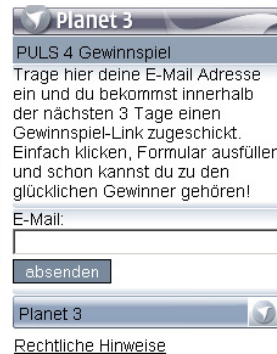 Planet 3
PULS 4 Gewinnspiel
Trage hier deine E-Mail Adresse
ein und du bekommst innerhalb
der nächsten 3 Tage einen
Gewinnspiel-Link zugeschickt.
Einfach klicken, Formular ausfüllen
und schon kannst du zu den
glücklichen Gewinner gehören!
E-Mail:
absenden
Planet 3
Rechtliche Hinweise